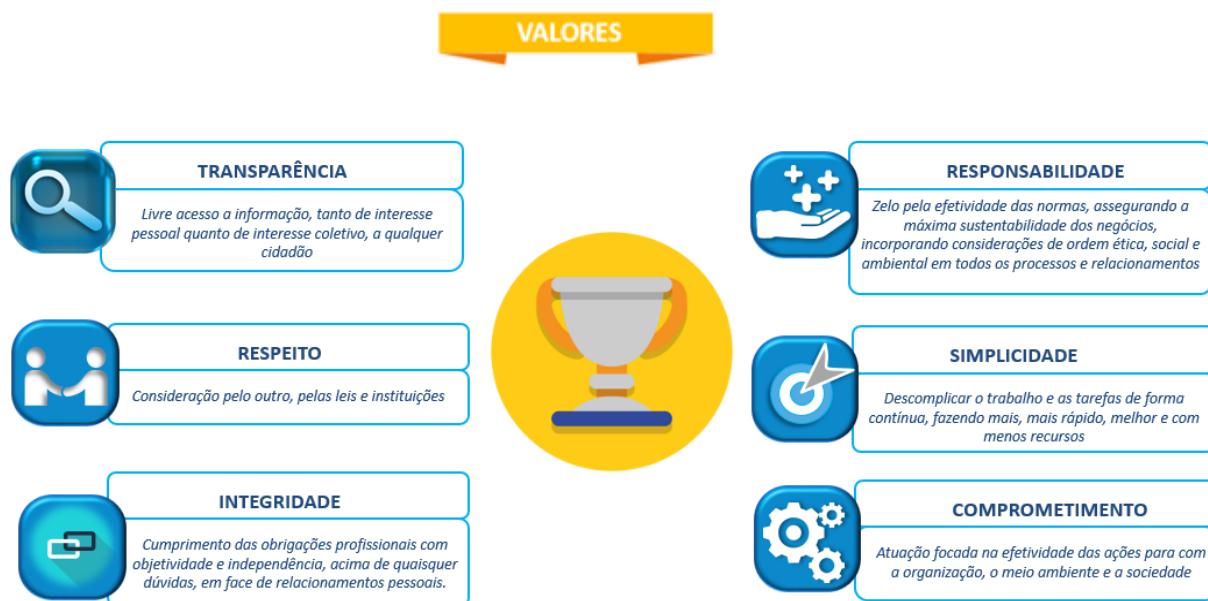 VALORES
TRANSPARÊNCIA
Livre acesso a informação, tanto de interesse
pessoal quanto de interesse coletivo, a qualquer
cidadão
RESPEITO
Consideração pelo outro, pelas leis e instituições
INTEGRIDADE
Cumprimento das obrigações profissionais com
objetividade e independência, acima de quaisquer
dúvidas, em face de relacionamentos pessoais.
RESPONSABILIDADE
Zelo pela efetividade das normas, assegurando a
máxima sustentabilidade dos negócios,
incorporando considerações de ordem ética, social e
ambiental em todos os processos e relacionamentos
SIMPLICIDADE
Descomplicar o trabalho e as tarefas de forma
contínua, fazendo mais, mais rápido, melhor e com
menos recursos
COMPROMETIMENTO
Atuação focada na efetividade das ações para com
a organização, o meio ambiente e a sociedade